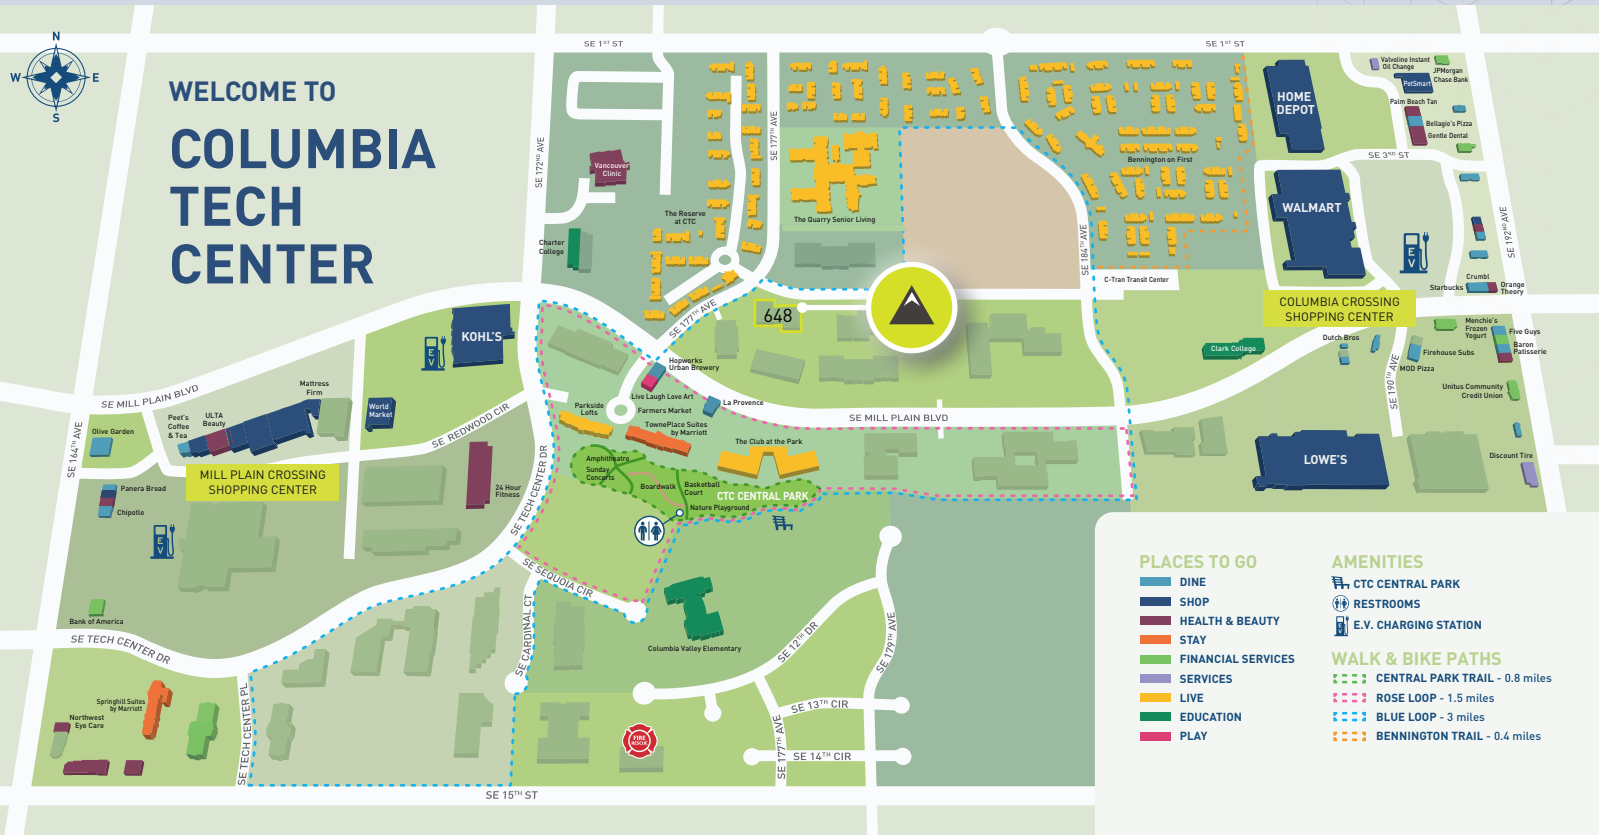 N
W
E
S
WELCOME TO
COLUMBIA
TECH
CENTER
SE 1ST ST
SE 1ST ST
SE 172ND AVE
SE 177TH AVE
Vancouver
Clinic
The Reserve
at CTC
Charter
College
The Quarry Senior Living
Bennington on First
SE 184TH AVE
C-Tran Transit Center
HOME
DEPOT
Valvoline Instant
Oil Change
JPMorgan
Chase Bank
PetSmart
Palm Beach Tan
Bellagio's Pizza
Gentle Dental
SE 3RD ST
WALMART
SE 192ND AVE
EV
Crumbl
Starbucks
Orange
Theory
COLUMBIA CROSSING
SHOPPING CENTER
Menchie's
Frozen
Yogurt
Five Guys
Baron
Patisserie
Dutch Bros
Firehouse Subs
MOD Pizza
SE 190TH AVE
Unitus Community
Credit Union
Clark College
LOWE'S
Discount Tire
648
SE 177TH AVE
KOHL'S
EV
Hopworks
Urban Brewery
Live Laugh Love Art
Farmers Market
La Provence
SE MILL PLAIN BLVD
SE MILL PLAIN BLVD
Mattress
Firm
World
Market
SE REDWOOD CIR
Peet's
Coffee
& Tea
ULTA
Beauty
Olive Garden
SE 164TH AVE
MILL PLAIN CROSSING
SHOPPING CENTER
Panera Bread
Chipotle
EV
24 Hour
Fitness
SE TECH CENTER DR
Parkside
Lofts
TownePlace Suites
by Marriott
The Club at the Park
Amphitheatre
Sunday
Concerts
Boardwalk
Basketball
Court
CTC CENTRAL PARK
Nature Playground
SE SEQUOIA CIR
SE CARDINAL CT
Columbia Valley Elementary
SE 12TH DR
SE 179TH AVE
SE 13TH CIR
SE 177TH AVE
SE 14TH CIR
FIRE
RESCUE
Bank of America
SE TECH CENTER DR
Springhill Suites
by Marriott
Northwest
Eye Care
SE TECH CENTER PL
SE 15TH ST
PLACES TO GO
DINE
SHOP
HEALTH & BEAUTY
STAY
FINANCIAL SERVICES
SERVICES
LIVE
EDUCATION
PLAY
AMENITIES
CTC CENTRAL PARK
RESTROOMS
EV
E.V. CHARGING STATION
WALK & BIKE PATHS
CENTRAL PARK TRAIL - 0.8 miles
ROSE LOOP - 1.5 miles
BLUE LOOP - 3 miles
BENNINGTON TRAIL - 0.4 miles